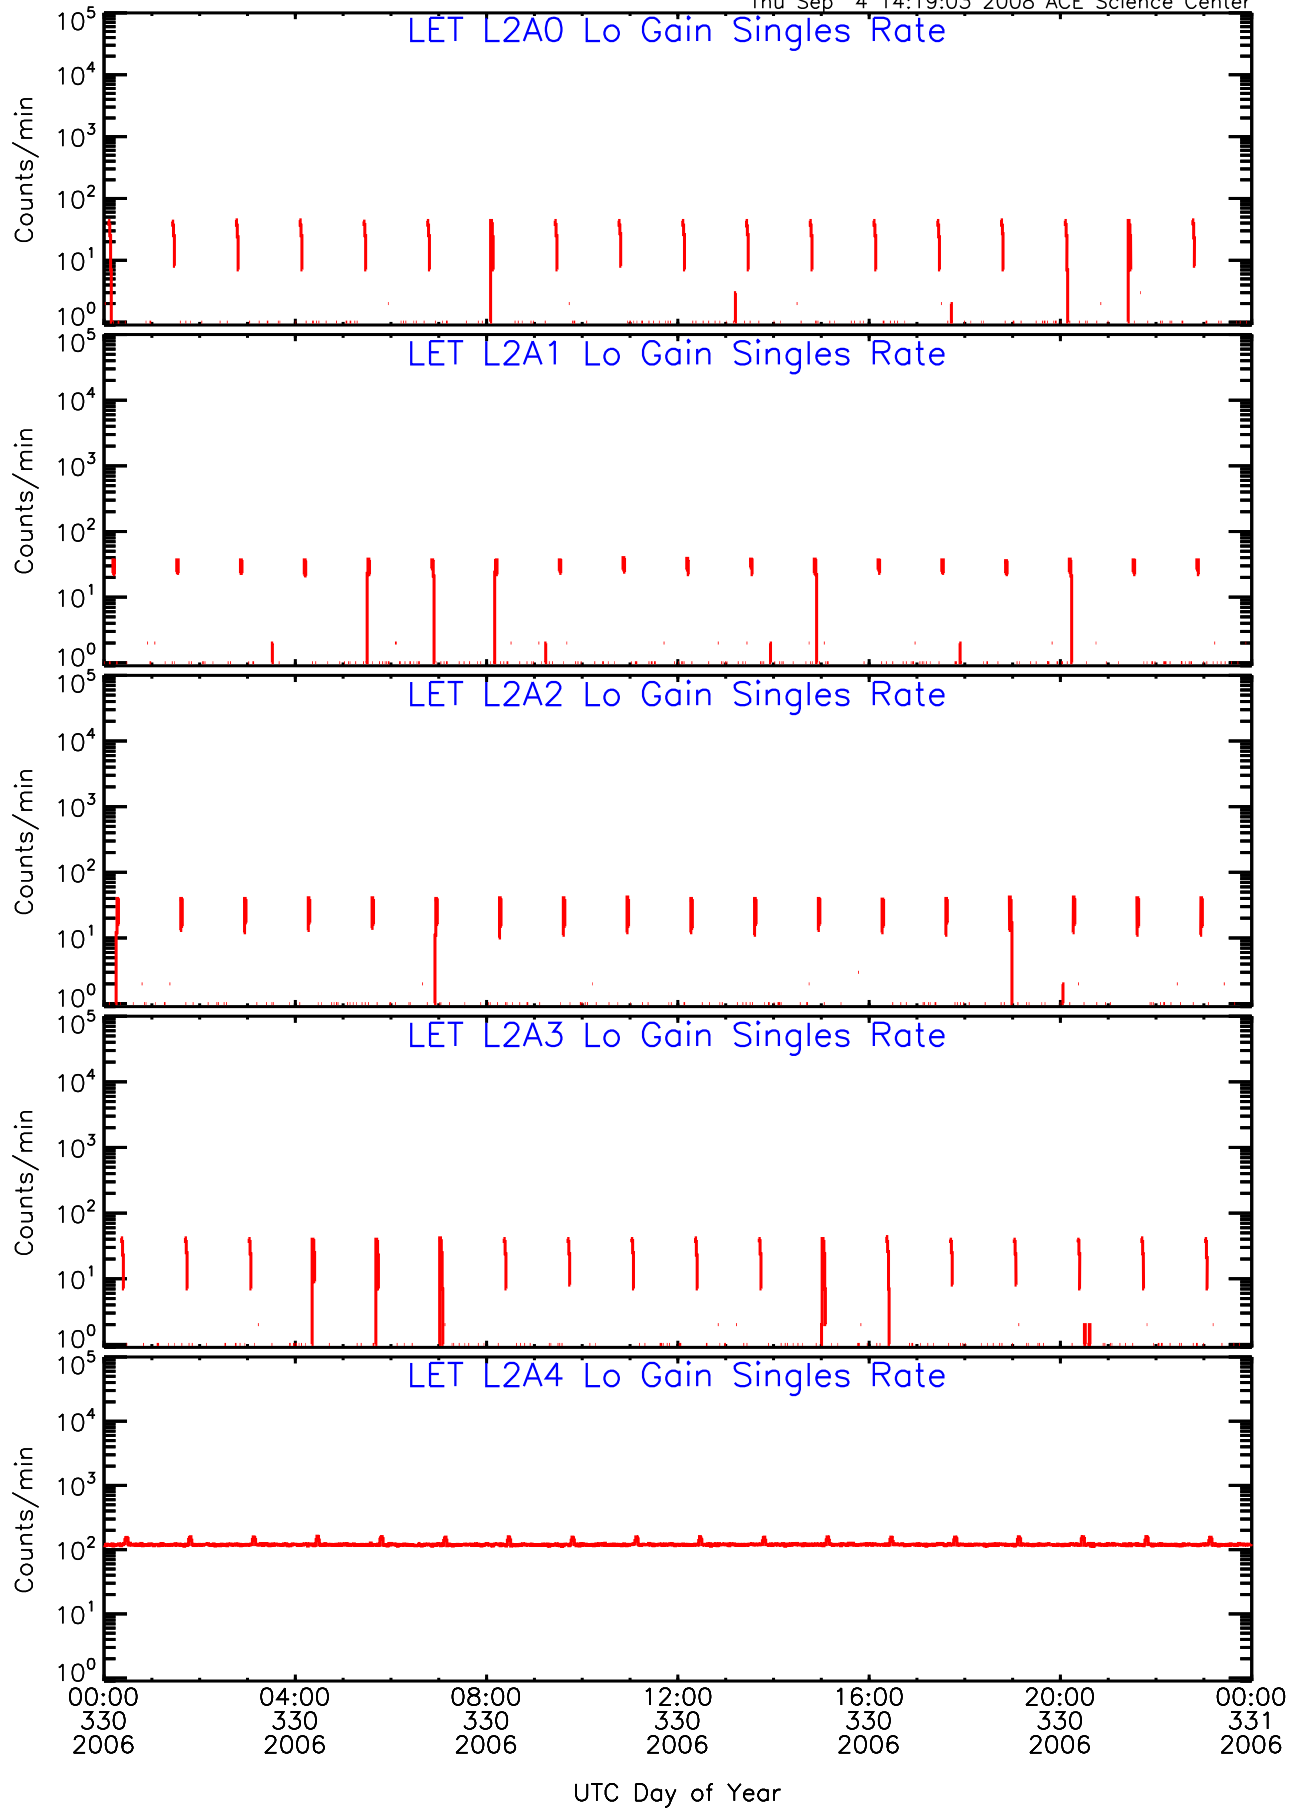 Thu Sep 4 14:19:03 2008 ACE Science Center
LET L2A0 Lo Gain Singles Rate
10^5
10^4
10^3
10^2
10^1
10^0
Counts/min
LET L2A1 Lo Gain Singles Rate
10^5
10^4
10^3
10^2
10^1
10^0
Counts/min
LET L2A2 Lo Gain Singles Rate
10^5
10^4
10^3
10^2
10^1
10^0
Counts/min
LET L2A3 Lo Gain Singles Rate
10^5
10^4
10^3
10^2
10^1
10^0
Counts/min
LET L2A4 Lo Gain Singles Rate
10^5
10^4
10^3
10^2
10^1
10^0
Counts/min
00:00 04:00 08:00 12:00 16:00 20:00 00:00
330 330 330 330 330 330 331
2006 2006 2006 2006 2006 2006 2006
UTC Day of Year